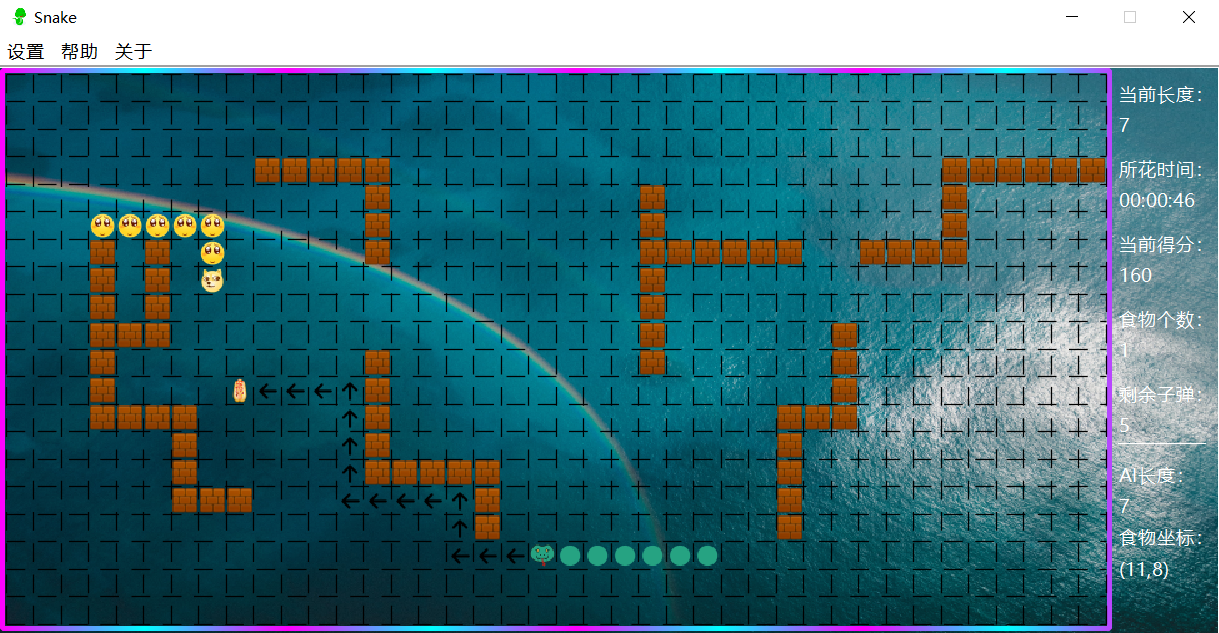 Snake
设置 帮助 关于
当前长度：
7
所花时间：
00:00:46
当前得分：
160
食物个数：
1
剩余子弹：
5
AI长度：
7
食物坐标：
(11,8)